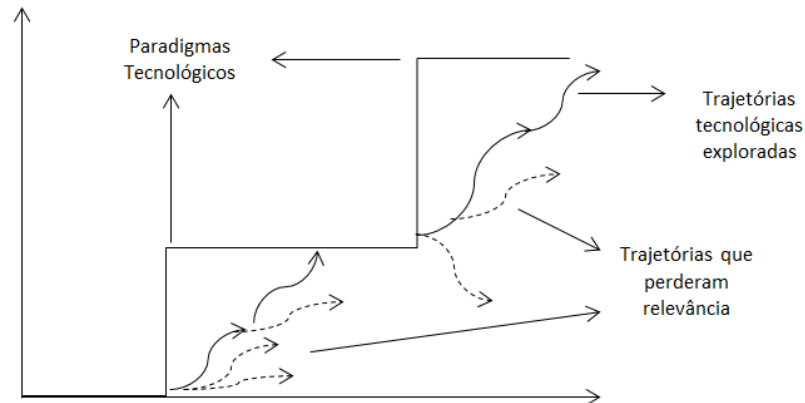 Paradigmas
Tecnológicos
Trajetórias
tecnológicas
exploradas
Trajetórias que
perderam
relevância